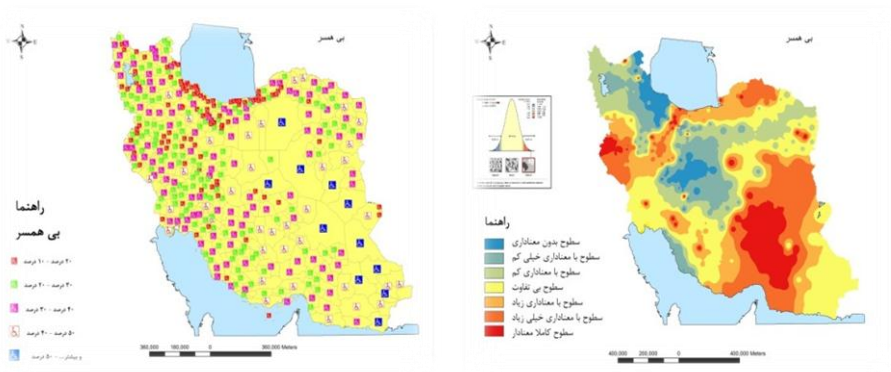 بی همسر
N
W
E
S
راهنما
بی همسر
۲۰ درصد - ۱۰ درصد
۳۰ درصد - ۲۰ درصد
۴۰ درصد - ۳۰ درصد
۵۰ درصد - ۴۰ درصد
و بیشتر... - ۵۰ درصد
360,000 180,000 0 360,000 Meters
بی همسر
N
W
E
S
راهنما
سطوح بدون معناداری
سطوح با معناداری خیلی کم
سطوح با معناداری کم
سطوح بی تفاوت
سطوح با معناداری زیاد
سطوح با معناداری خیلی زیاد
سطوح کاملا معنادار
400,000 200,000 0 400,000 Meters